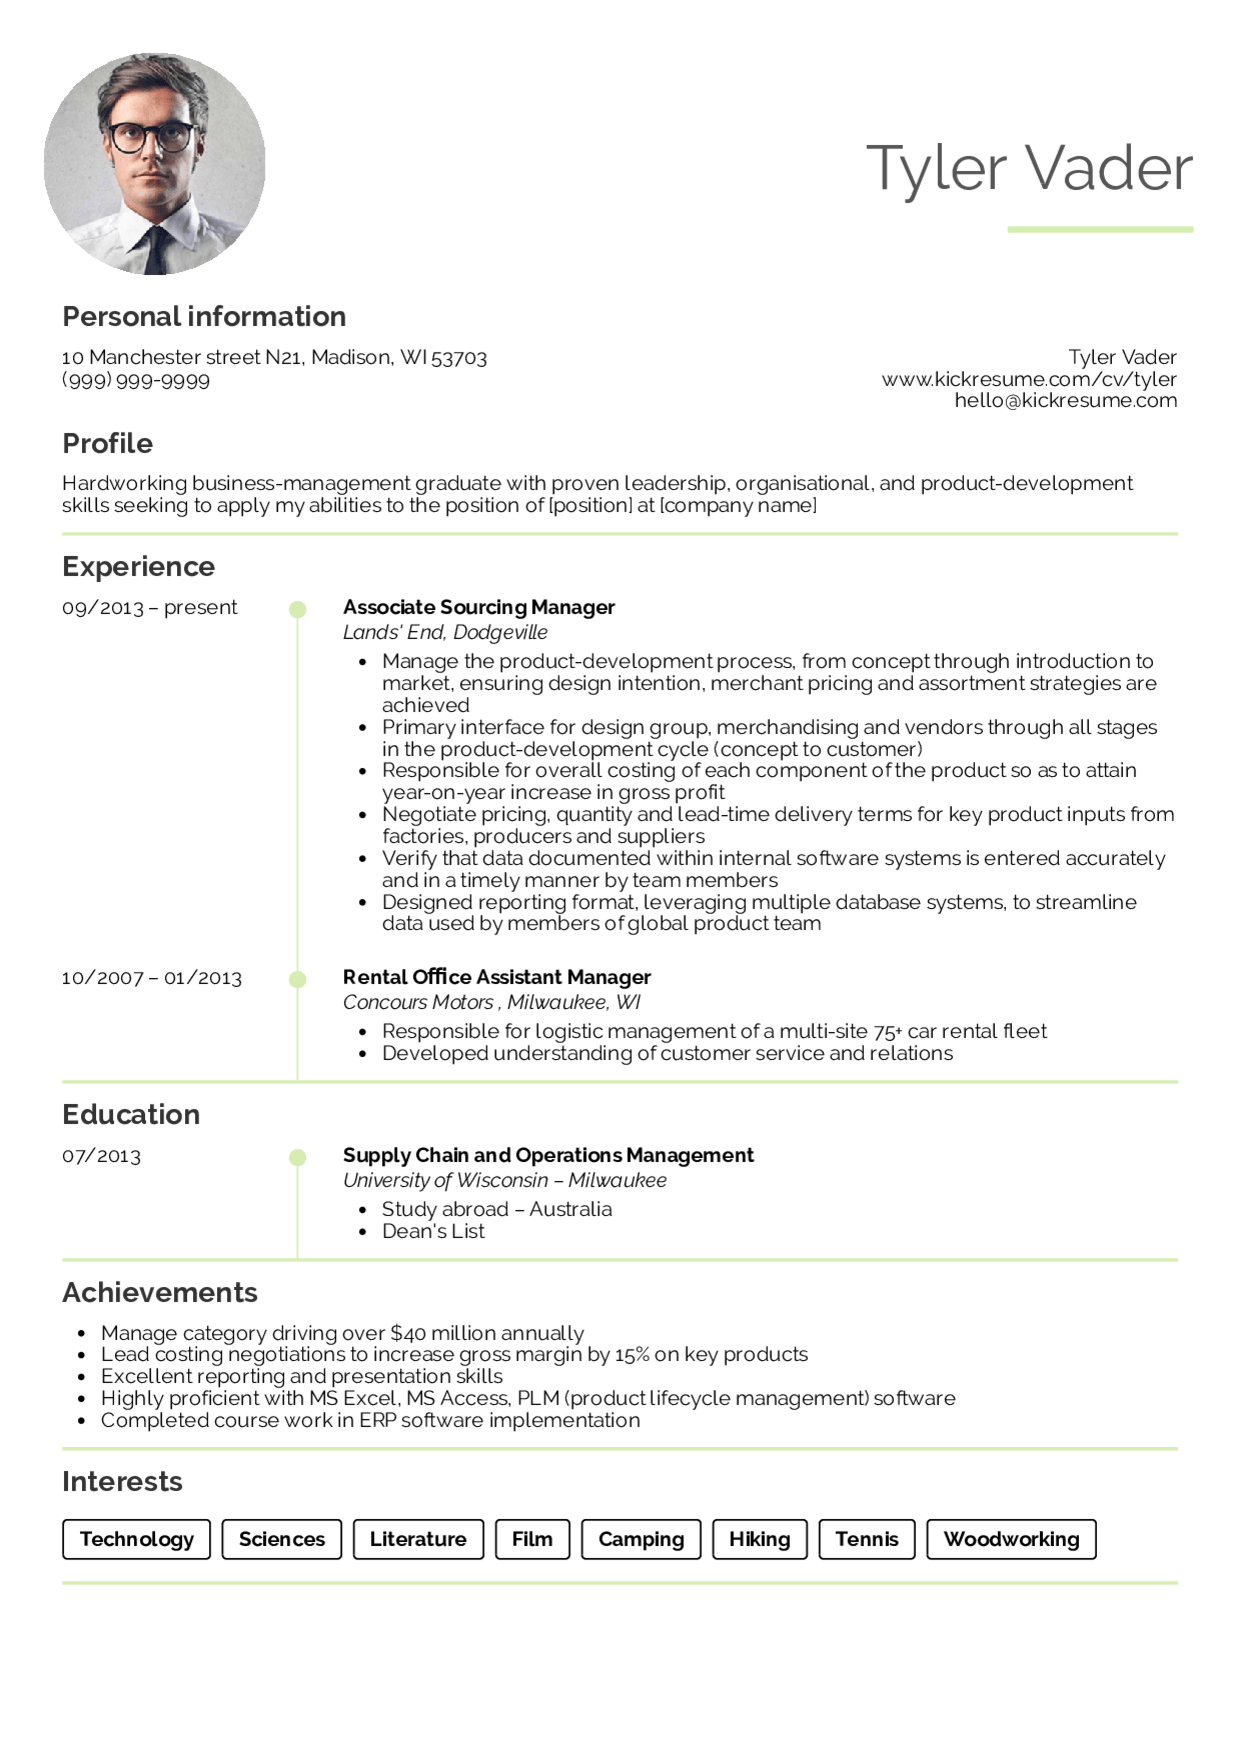 Tyler Vader
Personal information
10 Manchester street N21, Madison, WI 53703
(999) 999-9999
Tyler Vader
www.kickresume.com/cv/tyler
hello@kickresume.com
Profile
Hardworking business-management graduate with proven leadership, organisational, and product-development
skills seeking to apply my abilities to the position of [position] at [company name]
Experience
09/2013 – present
Associate Sourcing Manager
Lands' End, Dodgeville
• Manage the product-development process, from concept through introduction to
market, ensuring design intention, merchant pricing and assortment strategies are
achieved
• Primary interface for design group, merchandising and vendors through all stages
in the product-development cycle (concept to customer)
• Responsible for overall costing of each component of the product so as to attain
year-on-year increase in gross profit
• Negotiate pricing, quantity and lead-time delivery terms for key product inputs from
factories, producers and suppliers
• Verify that data documented within internal software systems is entered accurately
and in a timely manner by team members
• Designed reporting format, leveraging multiple database systems, to streamline
data used by members of global product team
10/2007 – 01/2013
Rental Office Assistant Manager
Concours Motors , Milwaukee, WI
• Responsible for logistic management of a multi-site 75+ car rental fleet
• Developed understanding of customer service and relations
Education
07/2013
Supply Chain and Operations Management
University of Wisconsin – Milwaukee
• Study abroad – Australia
• Dean's List
Achievements
• Manage category driving over $40 million annually
• Lead costing negotiations to increase gross margin by 15% on key products
• Excellent reporting and presentation skills
• Highly proficient with MS Excel, MS Access, PLM (product lifecycle management) software
• Completed course work in ERP software implementation
Interests
Technology Sciences Literature Film Camping Hiking Tennis Woodworking